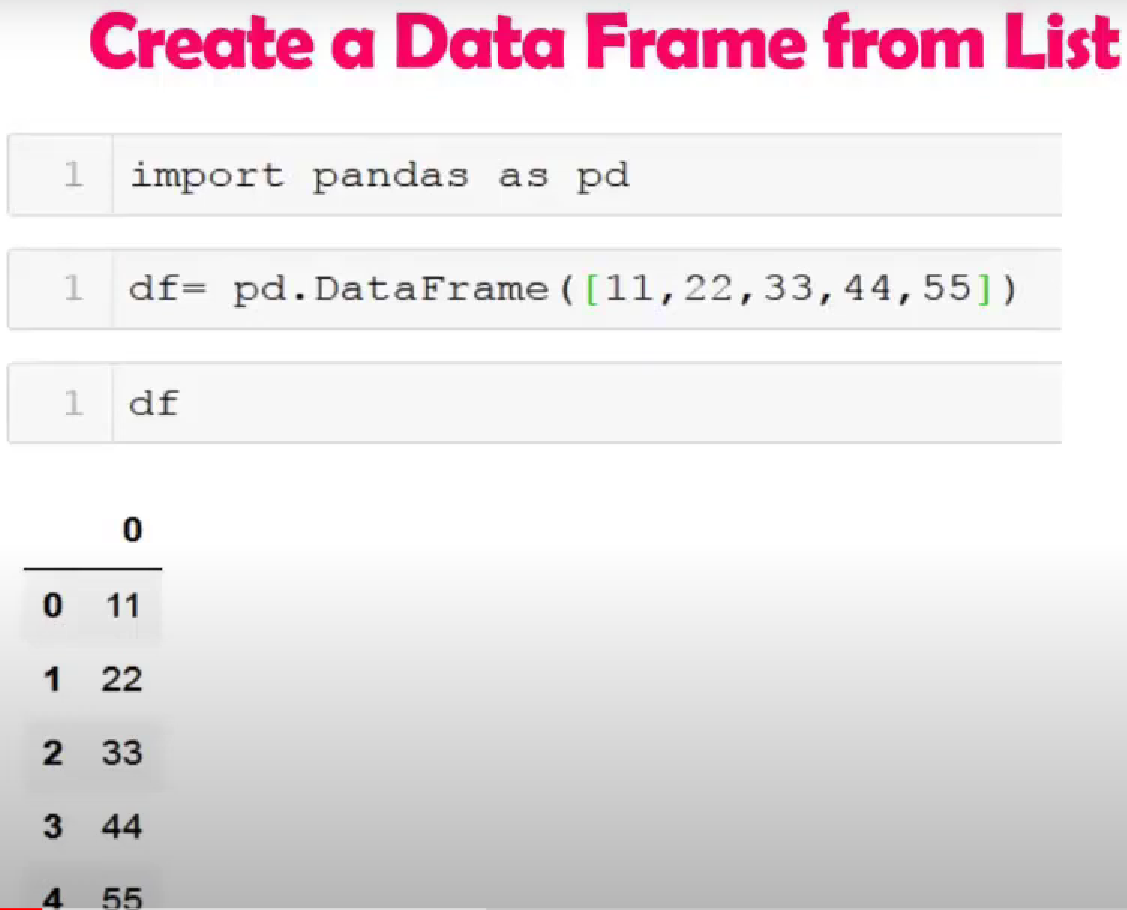 Create a Data Frame from List
1 import pandas as pd
1 df= pd.DataFrame([11,22,33,44,55])
1 df
0
0 11
1 22
2 33
3 44
4 55